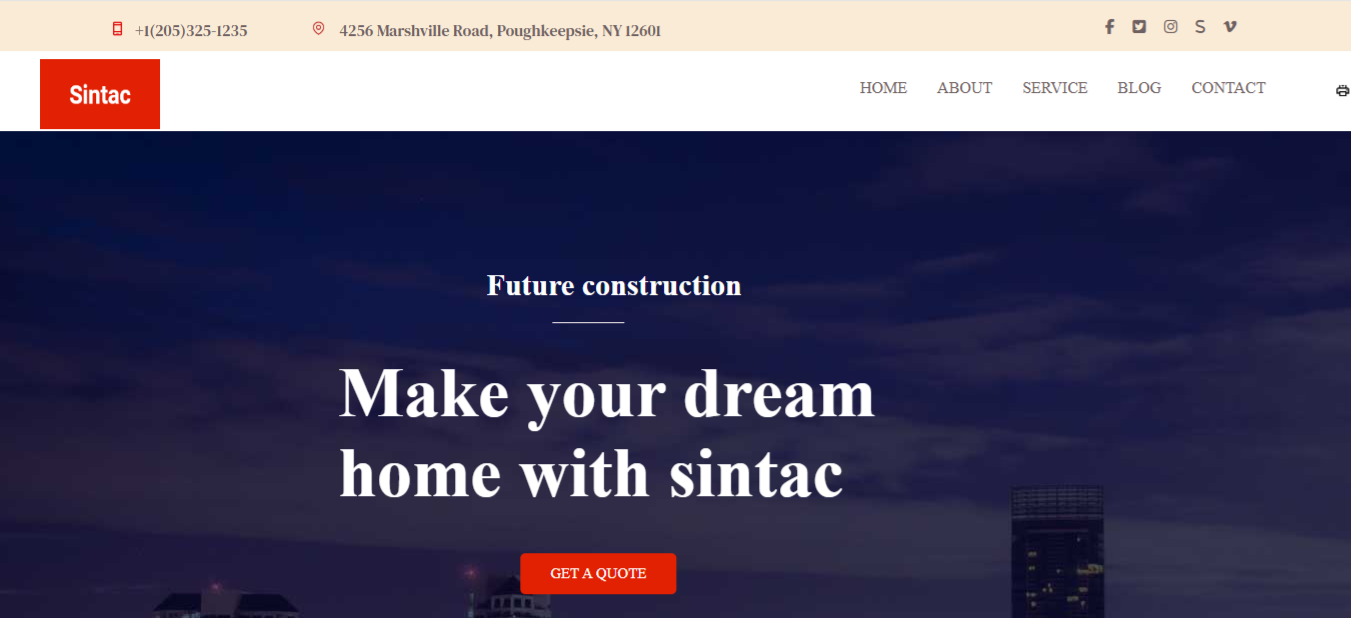 +1(205)325-1235
4256 Marshville Road, Poughkeepsie, NY 12601
Sintac
HOME ABOUT SERVICE BLOG CONTACT
Future construction
Make your dream
home with sintac
GET A QUOTE